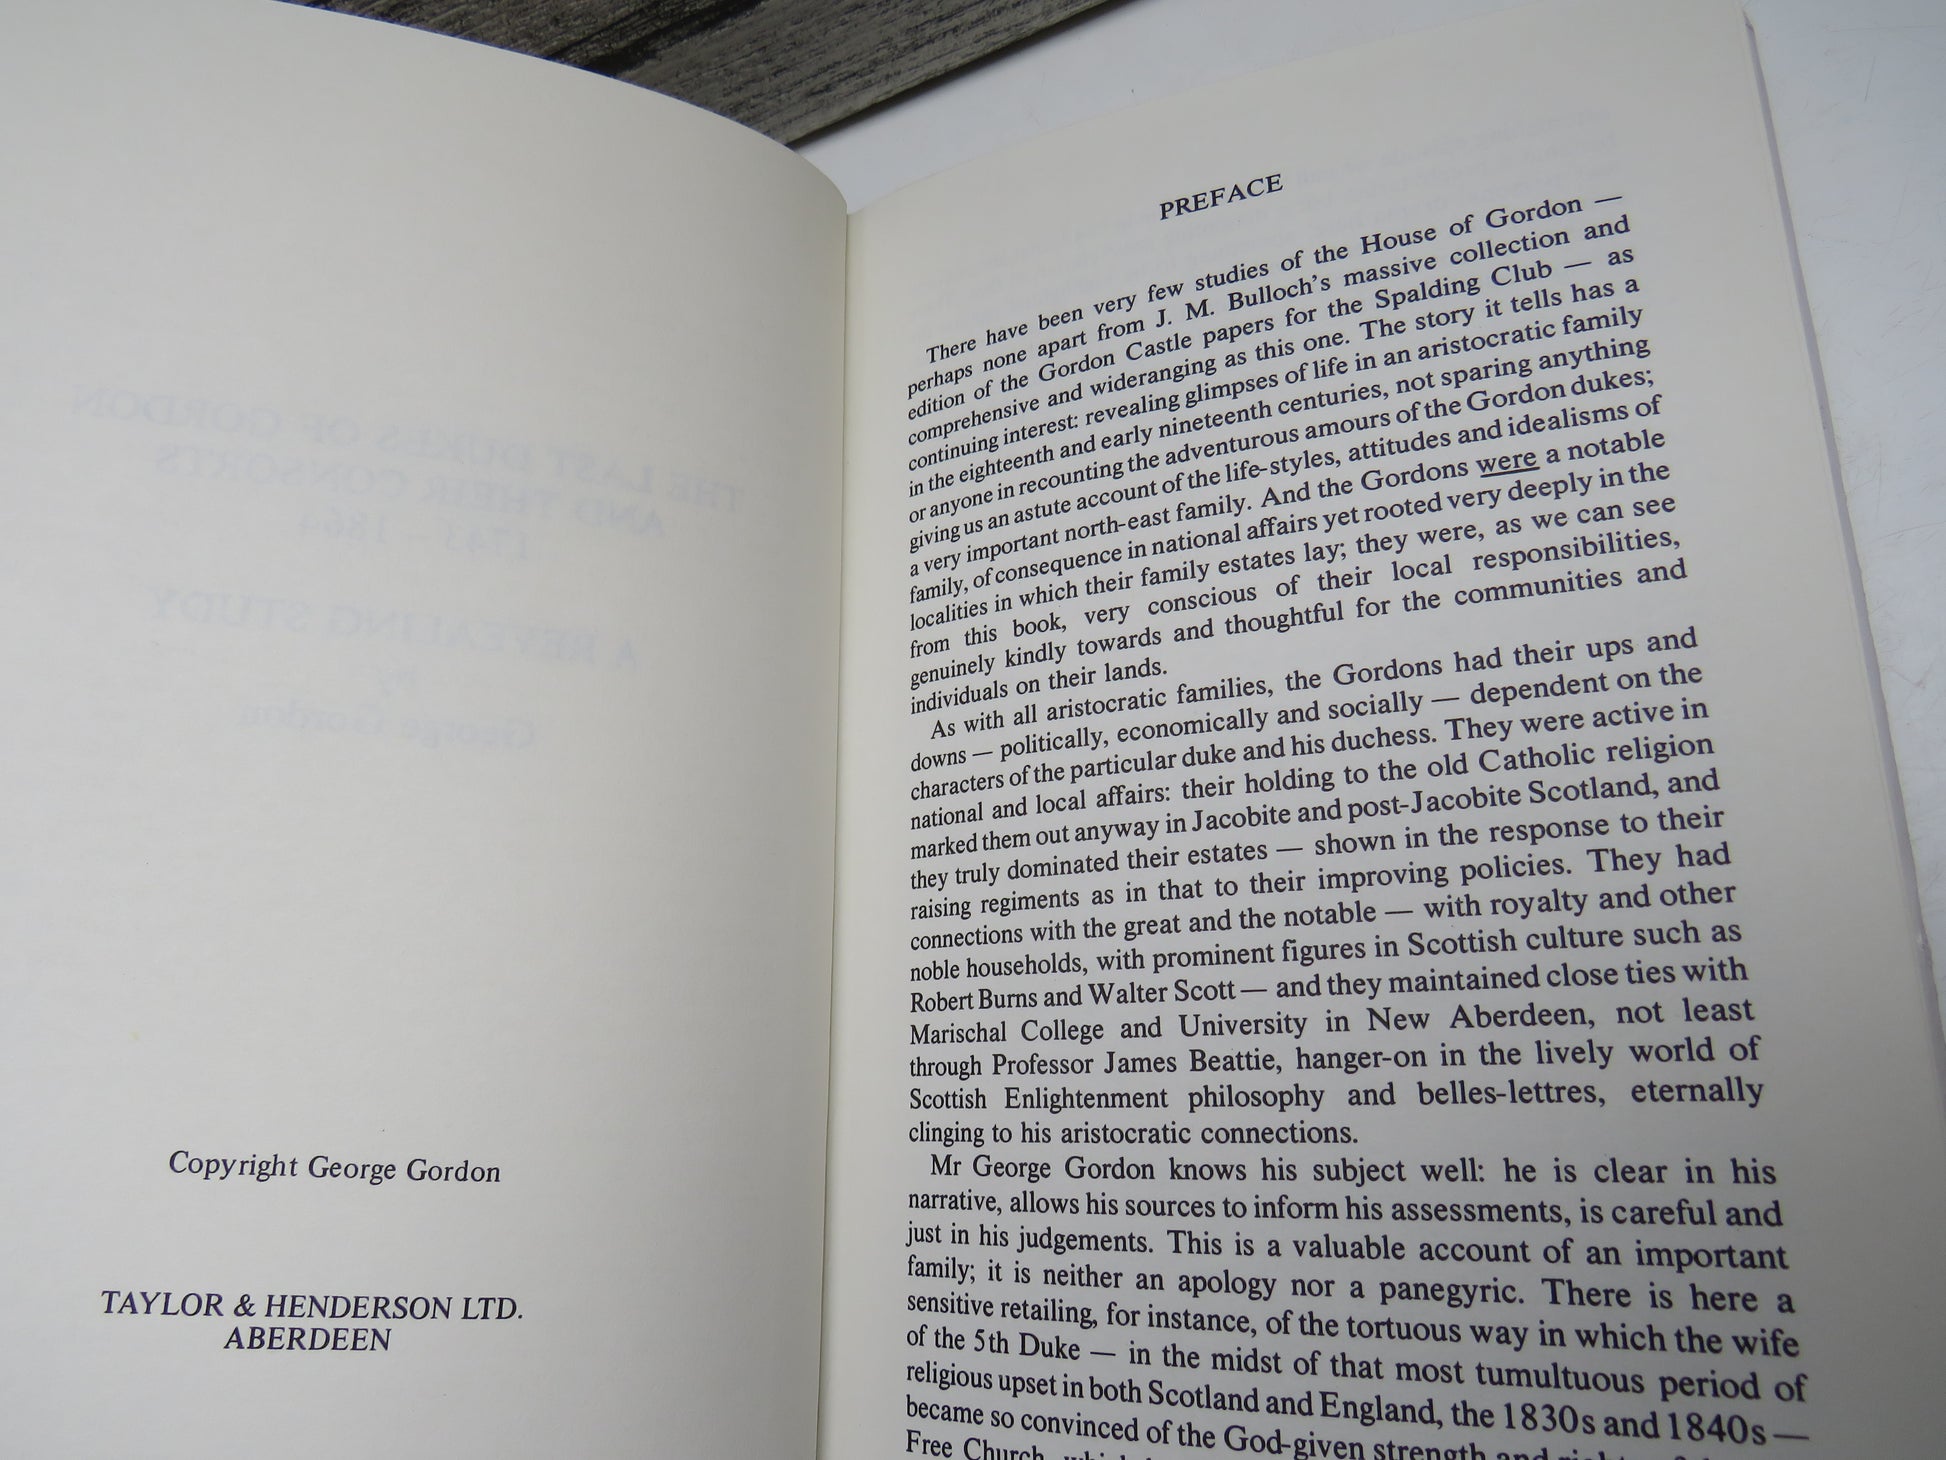 THE LAST DUKES OF GORDON
AND THEIR CONSORTS
1743 – 1864
A REVEALING STUDY
by
George Gordon
Copyright George Gordon
TAYLOR & HENDERSON LTD.
ABERDEEN
PREFACE
There have been very few studies of the House of Gordon —
perhaps none apart from J. M. Bulloch's massive collection and
edition of the Gordon Castle papers for the Spalding Club — as
comprehensive and wideranging as this one. The story it tells has a
continuing interest: revealing glimpses of life in an aristocratic family
in the eighteenth and early nineteenth centuries, not sparing anything
or anyone in recounting the adventurous amours of the Gordon dukes;
giving us an astute account of the life-styles, attitudes and idealisms of
a very important north-east family. And the Gordons were a notable
family, of consequence in national affairs yet rooted very deeply in the
localities in which their family estates lay; they were, as we can see
from this book, very conscious of their local responsibilities,
genuinely kindly towards and thoughtful for the communities and
individuals on their lands.
As with all aristocratic families, the Gordons had their ups and
downs — politically, economically and socially — dependent on the
characters of the particular duke and his duchess. They were active in
national and local affairs: their holding to the old Catholic religion
marked them out anyway in Jacobite and post-Jacobite Scotland, and
they truly dominated their estates — shown in the response to their
raising regiments as in that to their improving policies. They had
connections with the great and the notable — with royalty and other
noble households, with prominent figures in Scottish culture such as
Robert Burns and Walter Scott — and they maintained close ties with
Marischal College and University in New Aberdeen, not least
through Professor James Beattie, hanger-on in the lively world of
Scottish Enlightenment philosophy and belles-lettres, eternally
clinging to his aristocratic connections.
Mr George Gordon knows his subject well: he is clear in his
narrative, allows his sources to inform his assessments, is careful and
just in his judgements. This is a valuable account of an important
family; it is neither an apology nor a panegyric. There is here a
sensitive retailing, for instance, of the tortuous way in which the wife
of the 5th Duke — in the midst of that most tumultuous period of
religious upset in both Scotland and England, the 1830s and 1840s —
became so convinced of the God-given strength and
Free Church,